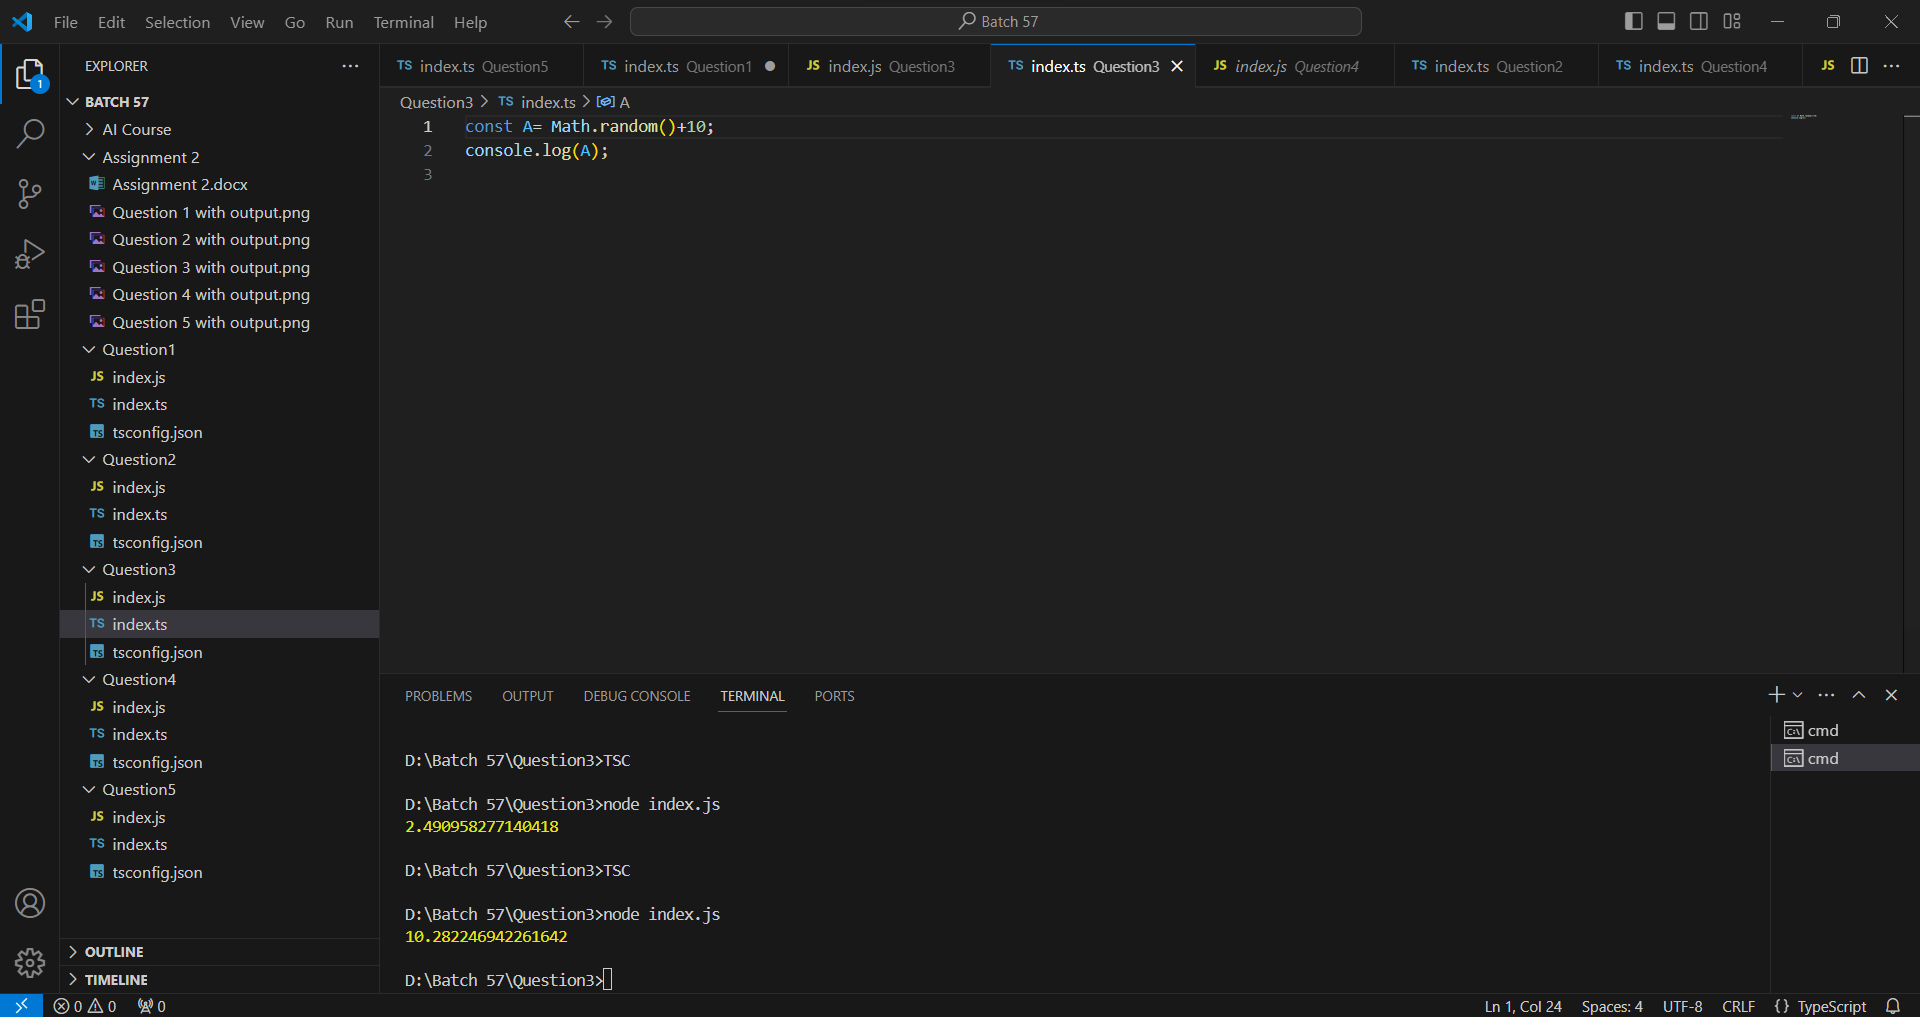 File Edit Selection View Go Run Terminal Help
Batch 57
EXPLORER
BATCH 57
AI Course
Assignment 2
Assignment 2.docx
Question 1 with output.png
Question 2 with output.png
Question 3 with output.png
Question 4 with output.png
Question 5 with output.png
Question1
JS index.js
TS index.ts
TS tsconfig.json
Question2
JS index.js
TS index.ts
TS tsconfig.json
Question3
JS index.js
TS index.ts
TS tsconfig.json
Question4
JS index.js
TS index.ts
TS tsconfig.json
Question5
JS index.js
TS index.ts
TS tsconfig.json
OUTLINE
TIMELINE
1
TS index.ts Question5 TS index.ts Question1 JS index.js Question3 TS index.ts Question3 JS index.js Question4 TS index.ts Question2 TS index.ts Question4 JS
Question3 > TS index.ts > A
1 const A= Math.random()+10;
2 console.log(A);
3
PROBLEMS OUTPUT DEBUG CONSOLE TERMINAL PORTS
D:\Batch 57\Question3>TSC
D:\Batch 57\Question3>node index.js
2.490958277140418
D:\Batch 57\Question3>TSC
D:\Batch 57\Question3>node index.js
10.282246942261642
D:\Batch 57\Question3>
cmd
cmd
0 0 0
Ln 1, Col 24 Spaces: 4 UTF-8 CRLF {} TypeScript